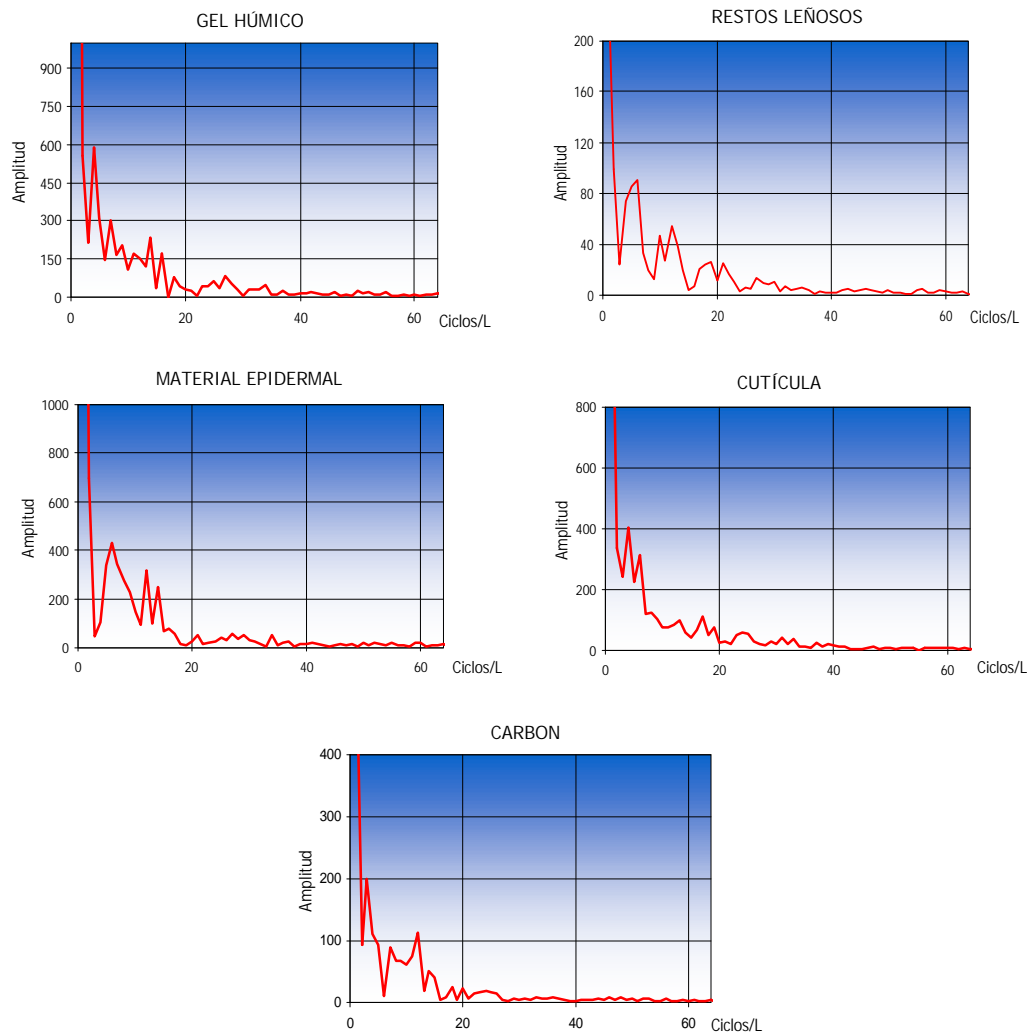 GEL HÚMICO
900
750
600
450
300
150
0
Amplitud
0 20 40 60 Ciclos/L
RESTOS LEÑOSOS
200
160
120
80
40
0
Amplitud
0 20 40 60 Ciclos/L
MATERIAL EPIDERMAL
1000
800
600
400
200
0
Amplitud
0 20 40 60 Ciclos/L
CUTÍCULA
800
600
400
200
0
Amplitud
0 20 40 60 Ciclos/L
CARBON
400
300
200
100
0
Amplitud
0 20 40 60 Ciclos/L